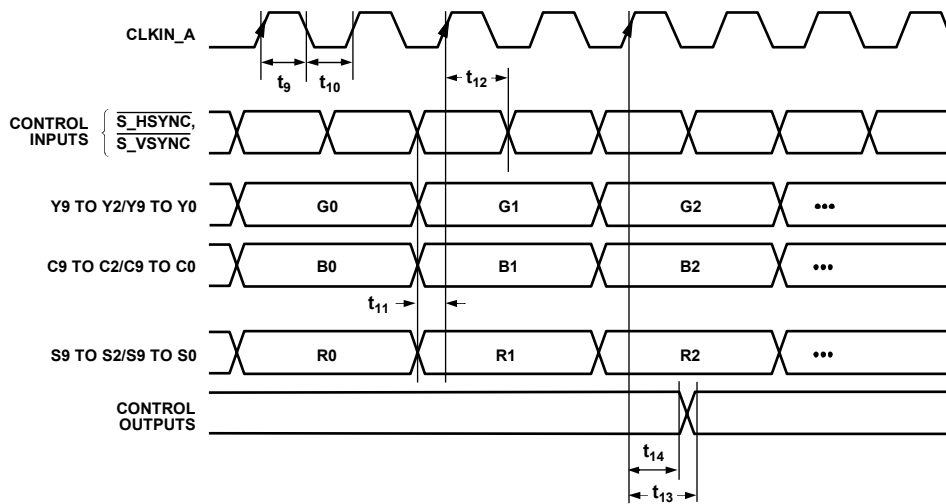 CLKIN_A
t9
t10
t12
CONTROL INPUTS
S_HSYNC,
S_VSYNC
Y9 TO Y2/Y9 TO Y0
G0
G1
G2
•••
C9 TO C2/C9 TO C0
B0
B1
B2
•••
t11
S9 TO S2/S9 TO S0
R0
R1
R2
•••
CONTROL
OUTPUTS
t14
t13